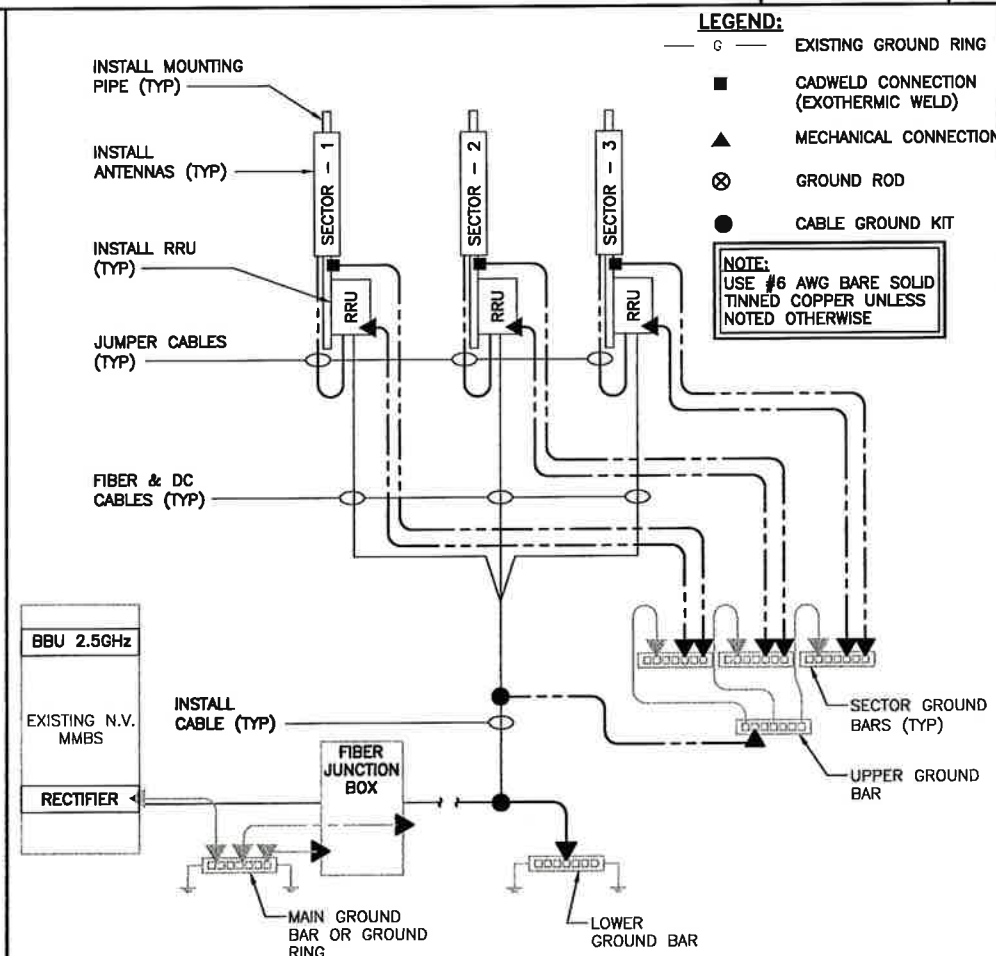 LEGEND:
G
EXISTING GROUND RING
CADWELD CONNECTION
(EXOTHERMIC WELD)
MECHANICAL CONNECTION
GROUND ROD
CABLE GROUND KIT
NOTE:
USE #6 AWG BARE SOLID
TINNED COPPER UNLESS
NOTED OTHERWISE
INSTALL MOUNTING
PIPE (TYP)
INSTALL
ANTENNAS (TYP)
INSTALL RRU
(TYP)
JUMPER CABLES
(TYP)
FIBER & DC
CABLES (TYP)
SECTOR - 1
SECTOR - 2
SECTOR - 3
RRU
RRU
RRU
BBU 2.5GHz
EXISTING N.V.
MMBS
RECTIFIER
INSTALL
CABLE (TYP)
FIBER
JUNCTION
BOX
SECTOR GROUND
BARS (TYP)
UPPER GROUND
BAR
MAIN GROUND
BAR OR GROUND
RING
LOWER
GROUND BAR